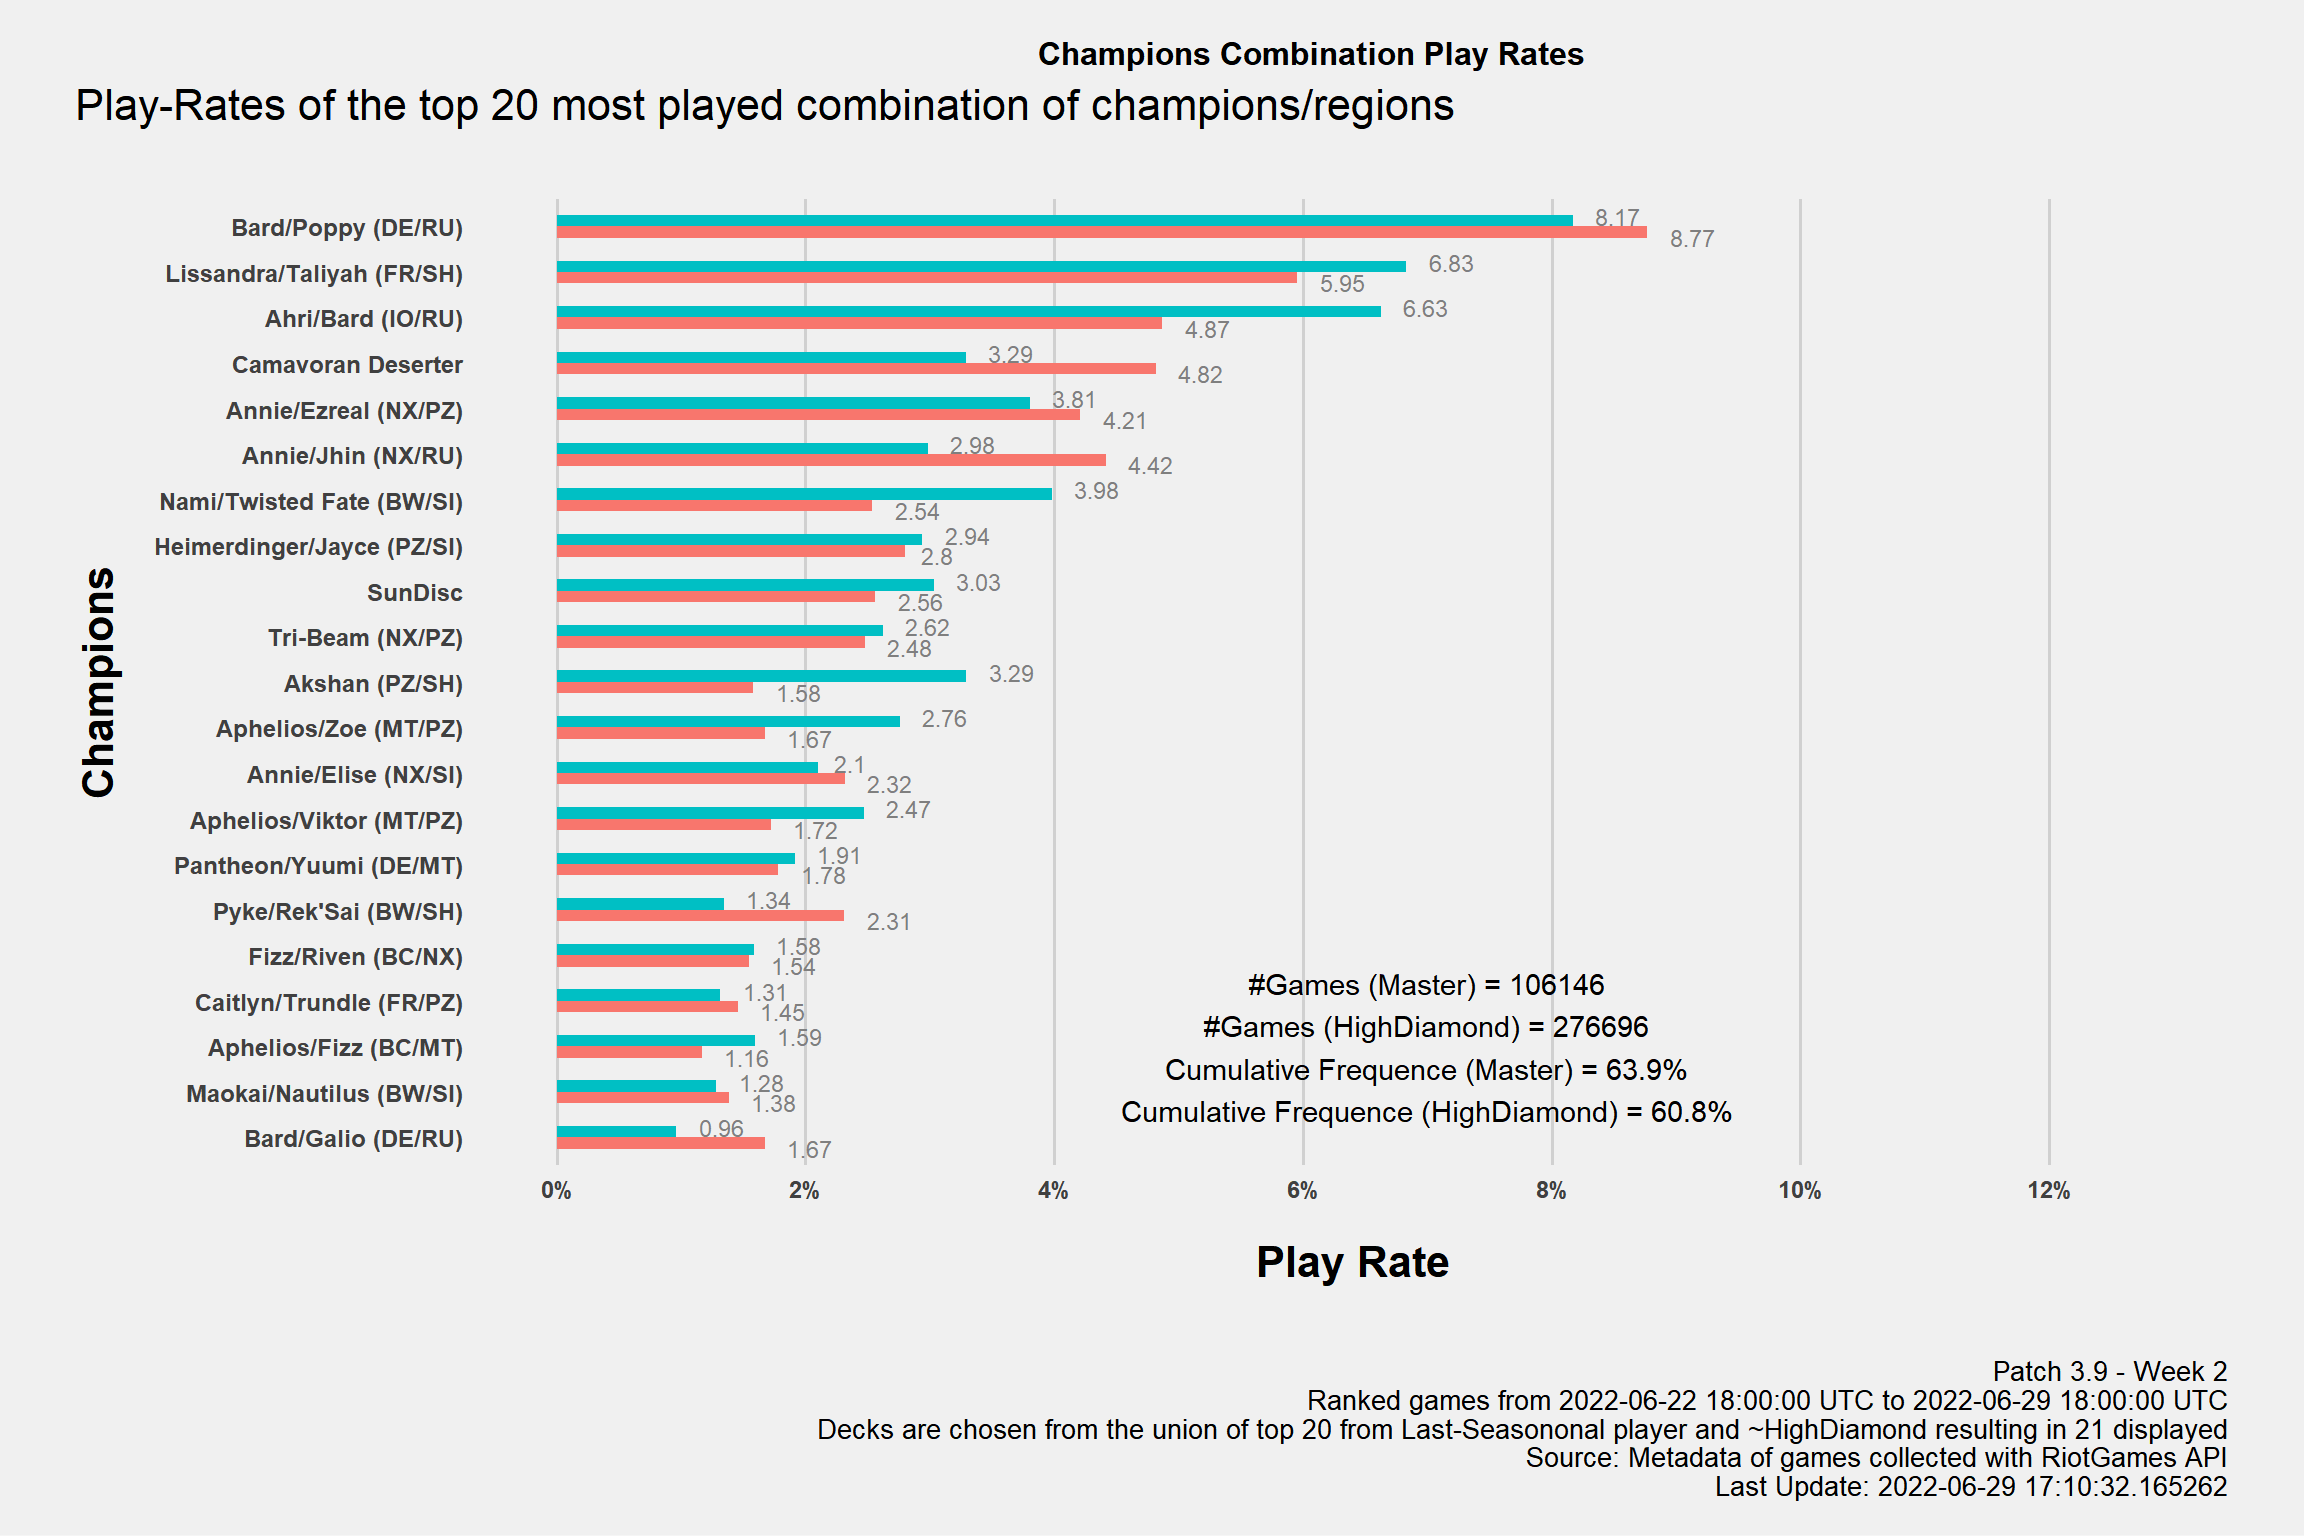 Champions Combination Play Rates
Play-Rates of the top 20 most played combination of champions/regions
Champions
Bard/Poppy (DE/RU)
8.17
8.77
Lissandra/Taliyah (FR/SH)
6.83
5.95
Ahri/Bard (IO/RU)
6.63
4.87
Camavoran Deserter
3.29
4.82
Annie/Ezreal (NX/PZ)
3.81
4.21
Annie/Jhin (NX/RU)
2.98
4.42
Nami/Twisted Fate (BW/SI)
3.98
2.54
Heimerdinger/Jayce (PZ/SI)
2.94
2.8
SunDisc
3.03
2.56
Tri-Beam (NX/PZ)
2.62
2.48
Akshan (PZ/SH)
3.29
1.58
Aphelios/Zoe (MT/PZ)
2.76
1.67
Annie/Elise (NX/SI)
2.1
2.32
Aphelios/Viktor (MT/PZ)
2.47
1.72
Pantheon/Yuumi (DE/MT)
1.91
1.78
Pyke/Rek'Sai (BW/SH)
1.34
2.31
Fizz/Riven (BC/NX)
1.58
1.54
Caitlyn/Trundle (FR/PZ)
1.31
1.45
Aphelios/Fizz (BC/MT)
1.59
1.16
Maokai/Nautilus (BW/SI)
1.28
1.38
Bard/Galio (DE/RU)
0.96
1.67
#Games (Master) = 106146
#Games (HighDiamond) = 276696
Cumulative Frequence (Master) = 63.9%
Cumulative Frequence (HighDiamond) = 60.8%
0% 2% 4% 6% 8% 10% 12%
Play Rate
Patch 3.9 - Week 2
Ranked games from 2022-06-22 18:00:00 UTC to 2022-06-29 18:00:00 UTC
Decks are chosen from the union of top 20 from Last-Seasononal player and ~HighDiamond resulting in 21 displayed
Source: Metadata of games collected with RiotGames API
Last Update: 2022-06-29 17:10:32.165262